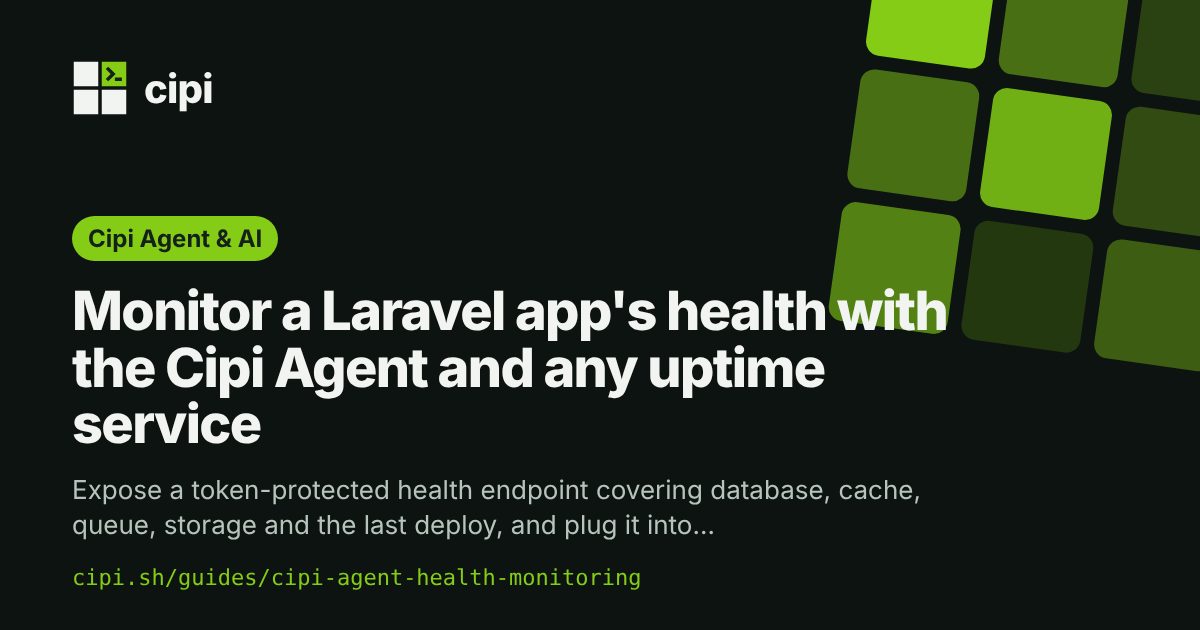 cipi
Cipi Agent & AI
Monitor a Laravel app's health with
the Cipi Agent and any uptime
service
Expose a token-protected health endpoint covering database, cache,
queue, storage and the last deploy, and plug it into...
cipi.sh/guides/cipi-agent-health-monitoring